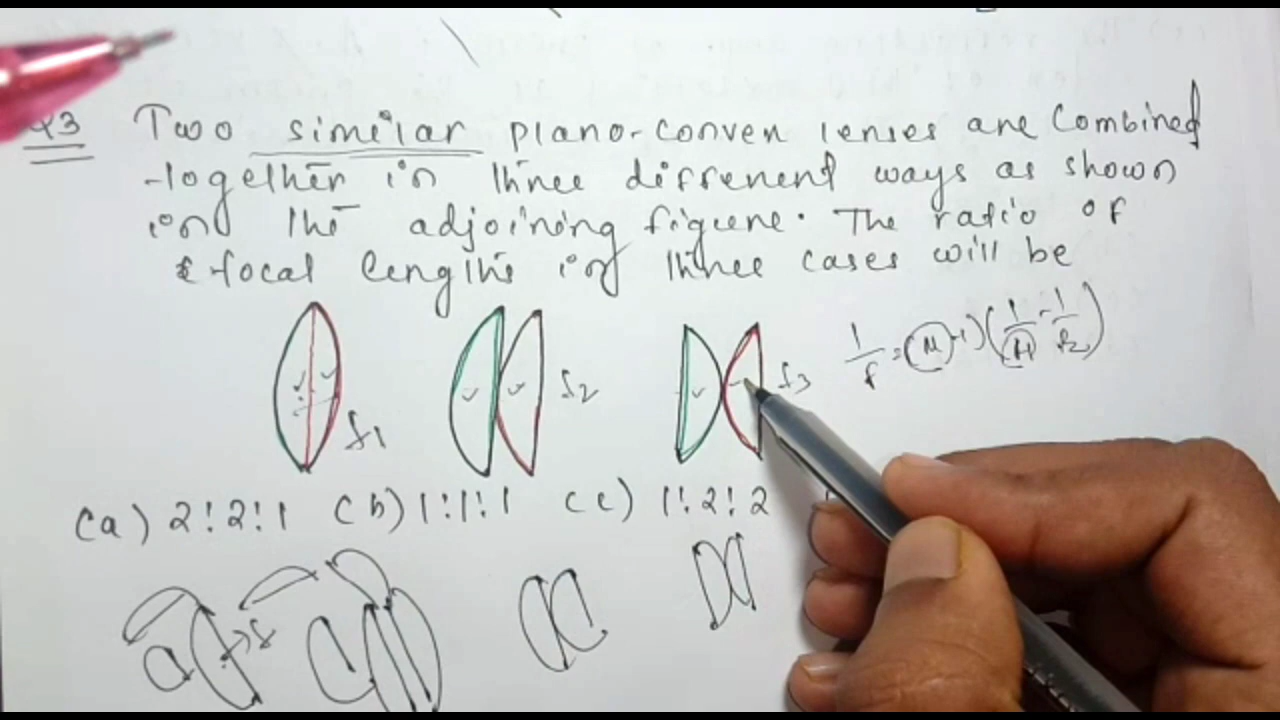 Q3 Two similar plano-conven lenses are combined
together in three different ways as shown
in the adjoining figure. The ratio of
focal lengths in three cases will be
1/f = (μ-1)(1/R1 - 1/R2)
f1 f2 f3
(a) 2:2:1 (b) 1:1:1 (c) 1:2:2